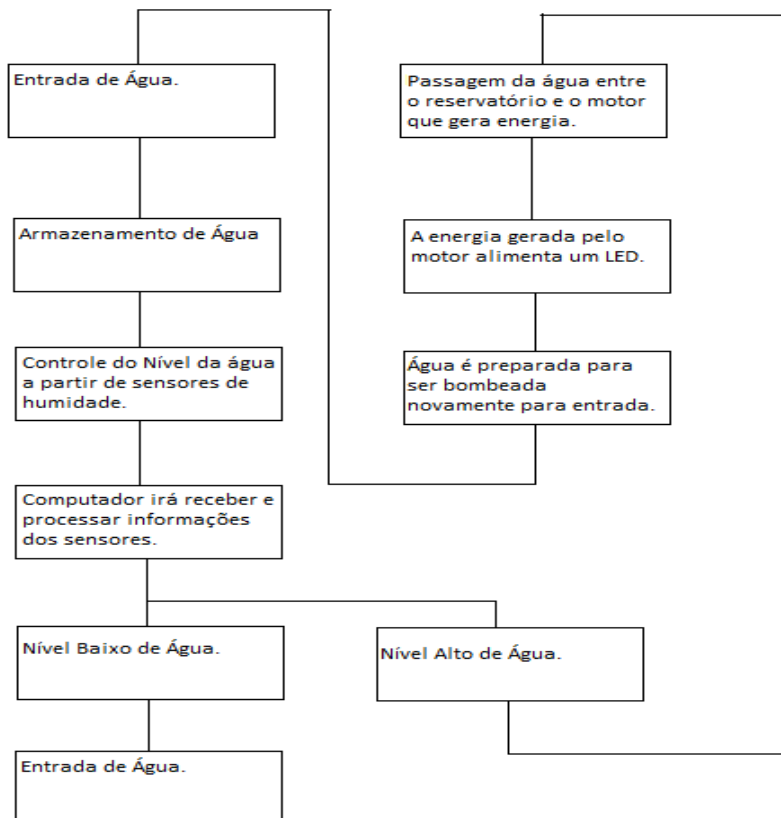 Entrada de Água.
Armazenamento de Água
Controle do Nível da água
a partir de sensores de
humidade.
Computador irá receber e
processar informações
dos sensores.
Nível Baixo de Água.
Entrada de Água.
Nível Alto de Água.
Passagem da água entre
o reservatório e o motor
que gera energia.
A energia gerada pelo
motor alimenta um LED.
Água é preparada para
ser bombeada
novamente para entrada.